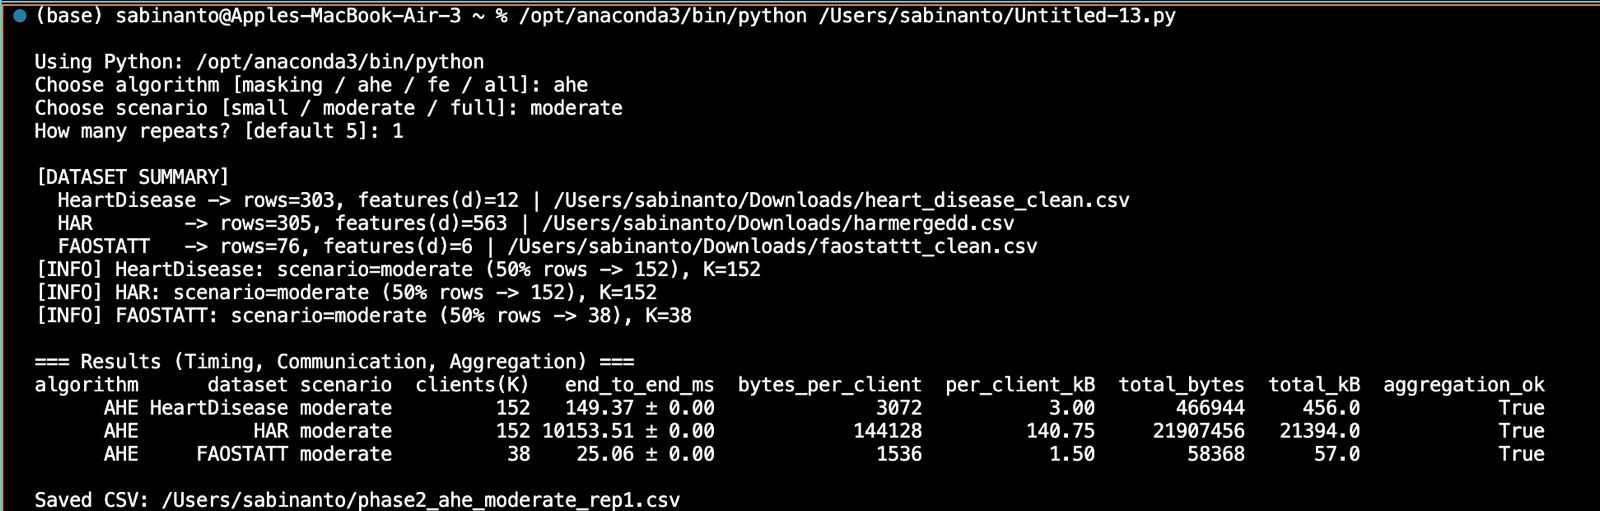 (base) sabinanto@Apples-MacBook-Air-3 ~ % /opt/anaconda3/bin/python /Users/sabinanto/Untitled-13.py
Using Python: /opt/anaconda3/bin/python
Choose algorithm [masking / ahe / fe / all]: ahe
Choose scenario [small / moderate / full]: moderate
How many repeats? [default 5]: 1
[DATASET SUMMARY]
HeartDisease -> rows=303, features(d)=12 | /Users/sabinanto/Downloads/heart_disease_clean.csv
HAR -> rows=305, features(d)=563 | /Users/sabinanto/Downloads/harmergedd.csv
FAOSTATT -> rows=76, features(d)=6 | /Users/sabinanto/Downloads/faostattt_clean.csv
[INFO] HeartDisease: scenario=moderate (50% rows -> 152), K=152
[INFO] HAR: scenario=moderate (50% rows -> 152), K=152
[INFO] FAOSTATT: scenario=moderate (50% rows -> 38), K=38
=== Results (Timing, Communication, Aggregation) ===
algorithm dataset scenario clients(K) end_to_end_ms bytes_per_client per_client_kB total_bytes total_kB aggregation_ok
AHE HeartDisease moderate 152 149.37 ± 0.00 3072 3.00 466944 456.0 True
AHE HAR moderate 152 10153.51 ± 0.00 144128 140.75 21907456 21394.0 True
AHE FAOSTATT moderate 38 25.06 ± 0.00 1536 1.50 58368 57.0 True
Saved CSV: /Users/sabinanto/phase2_ahe_moderate_rep1.csv